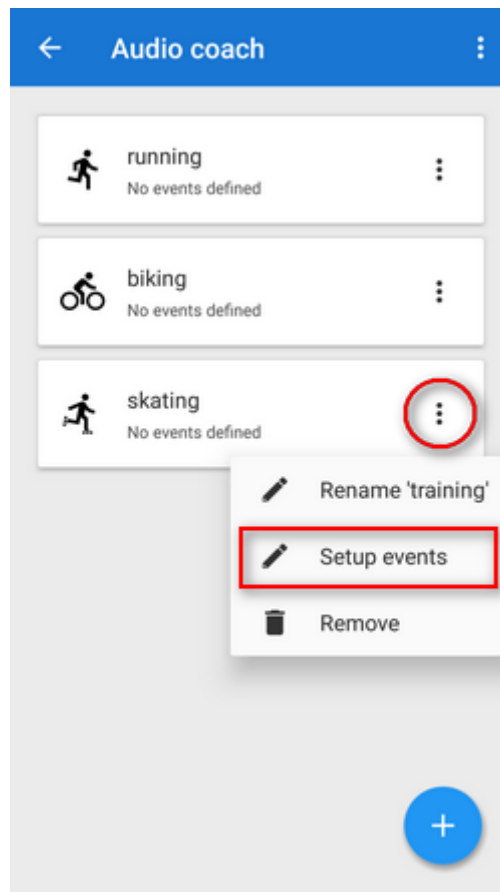 Audio coach
running
No events defined
biking
No events defined
skating
No events defined
Rename 'training'
Setup events
Remove